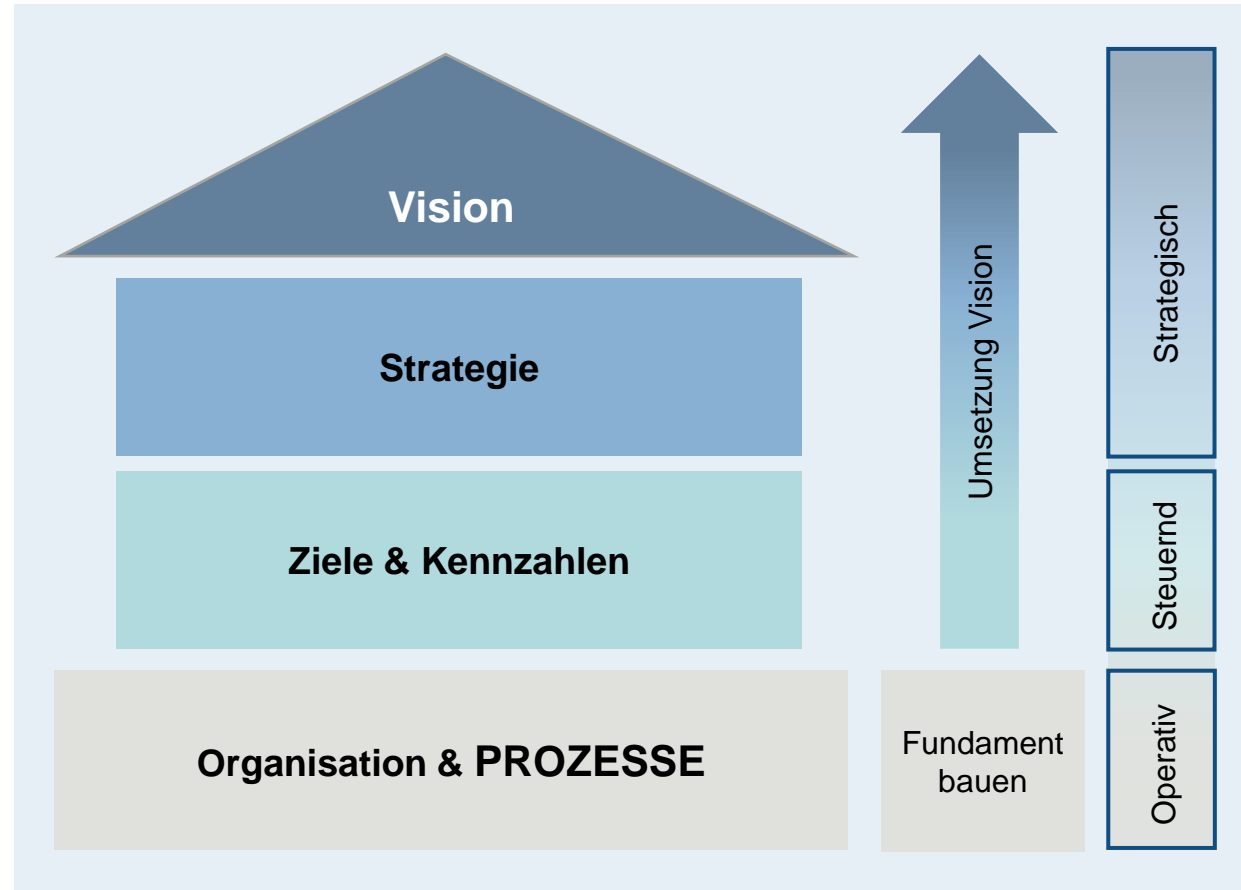 Vision
Strategie
Ziele & Kennzahlen
Organisation & PROZESSE
Umsetzung Vision
Fundament
bauen
Strategisch
Steuernd
Operativ